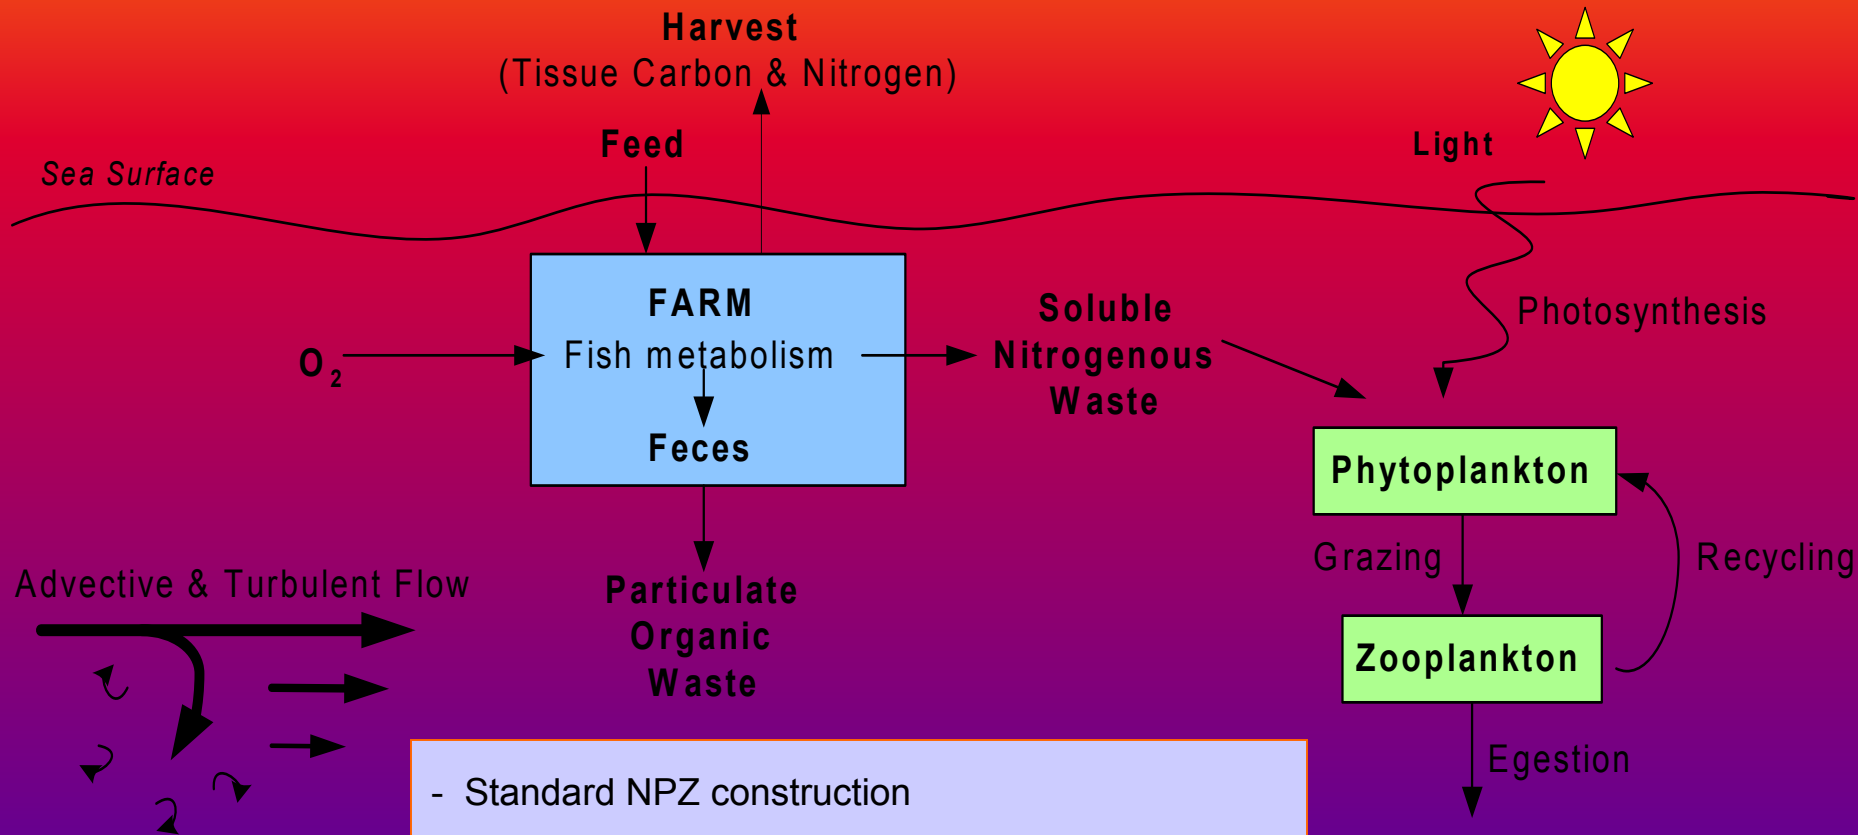 Harvest
(Tissue Carbon & Nitrogen)
Feed
Light
Sea Surface
FARM
Fish metabolism
Feces
O2
Soluble
Nitrogenous
Waste
Photosynthesis
Phytoplankton
Grazing
Recycling
Zooplankton
Egestion
Particulate
Organic
Waste
Advective & Turbulent Flow
- Standard NPZ construction